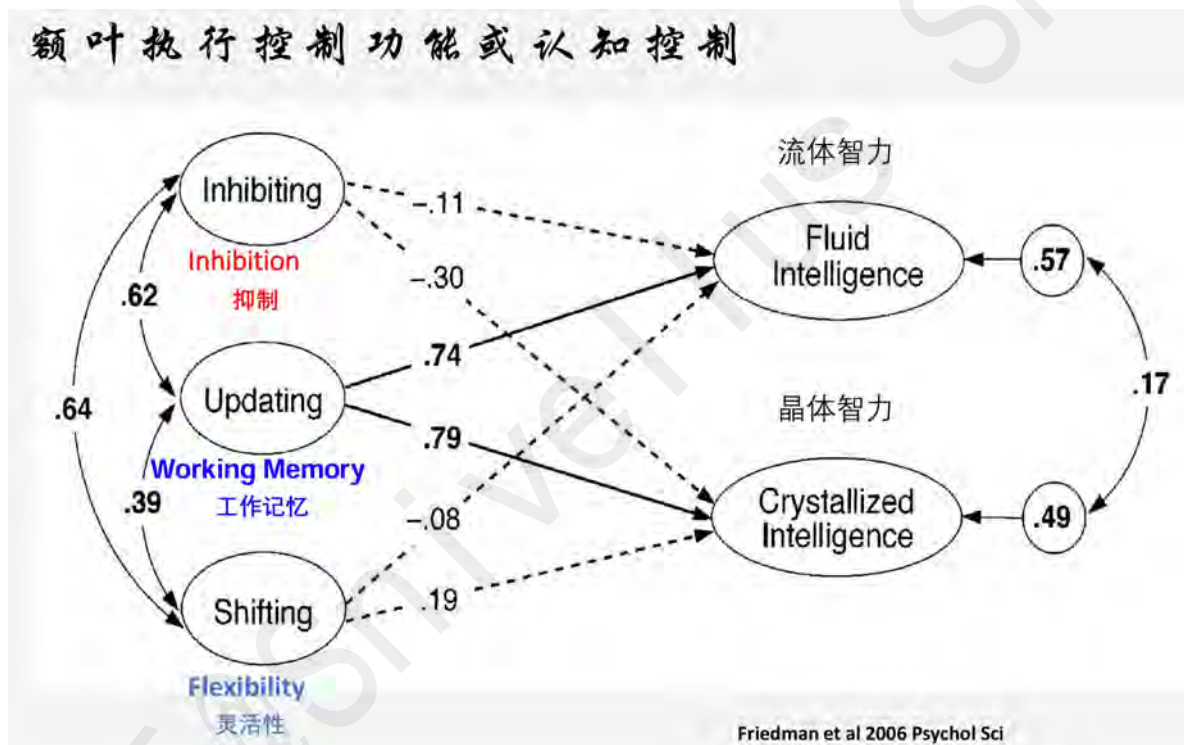 额叶执行控制功能或认知控制
流体智力
Inhibiting
-.11
Fluid
Intelligence
.57
Inhibition
抑制
-.30
.62
.74
.17
.64
Updating
晶体智力
.79
Working Memory
工作记忆
.39
-.08
Crystallized
Intelligence
.49
Shifting
.19
Flexibility
灵活性
Friedman et al 2006 Psychol Sci